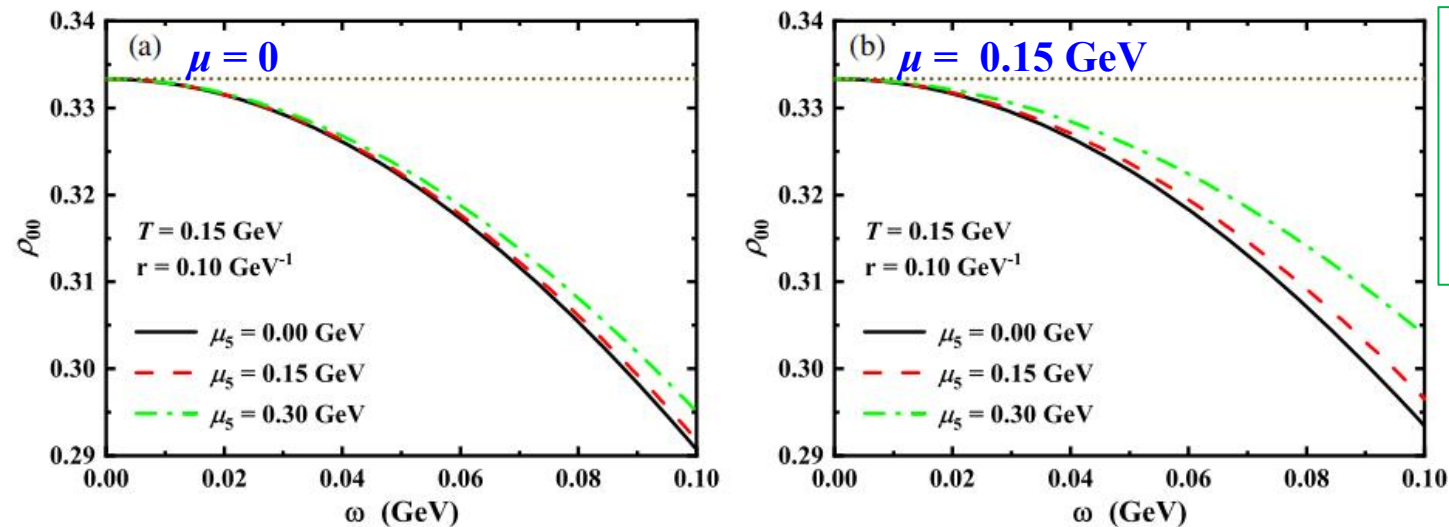 (a) μ = 0
0.34
0.33
0.32
0.31
0.30
0.29
ρ₀₀
T = 0.15 GeV
r = 0.10 GeV⁻¹
μ₅ = 0.00 GeV
μ₅ = 0.15 GeV
μ₅ = 0.30 GeV
0.00 0.02 0.04 0.06 0.08 0.10
ω (GeV)
(b) μ = 0.15 GeV
0.34
0.33
0.32
0.31
0.30
0.29
ρ₀₀
T = 0.15 GeV
r = 0.10 GeV⁻¹
μ₅ = 0.00 GeV
μ₅ = 0.15 GeV
μ₅ = 0.30 GeV
0.00 0.02 0.04 0.06 0.08 0.10
ω (GeV)